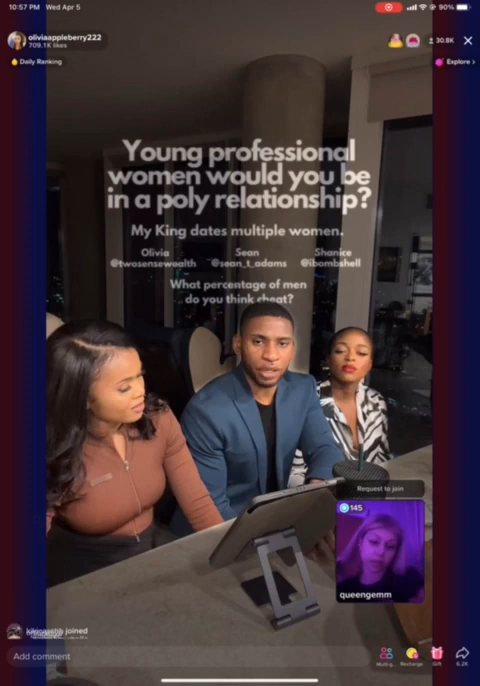 10:57 PM Wed Apr 5
90%
oliviaappleberry222
709.1K likes
30.8K
Daily Ranking
Explore >
Young professional
women would you be
in a poly relationship?
My King dates multiple women.
Olivia Sean Shanice
@twosensewealth @sean_t_adams @ibombshell
What percentage of men
do you think cheat?
Request to join
145
queengemm
joined
Add comment
Multi-g..
Recharge
Gift
6.2K